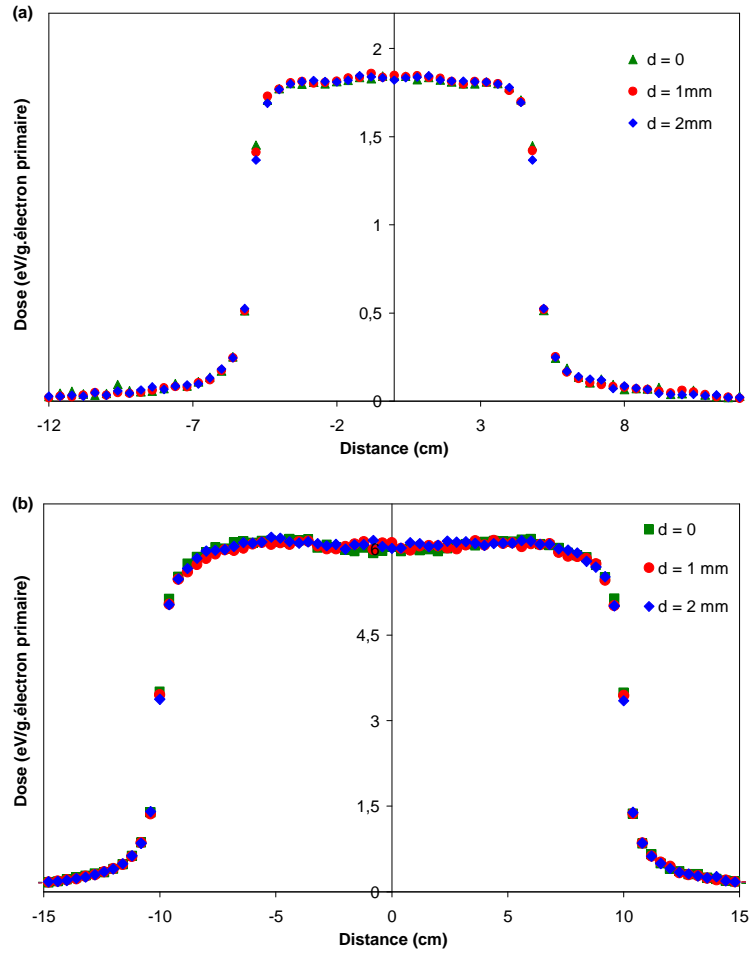 (a)
2
d = 0
d = 1mm
d = 2mm
1,5
1
0,5
0
Dose (eV/g.électron primaire)
-12
-7
-2
3
8
Distance (cm)
(b)
6
d = 0
d = 1 mm
d = 2 mm
4,5
3
1,5
0
Dose (eV/g.électron primaire)
-15
-10
-5
0
5
10
15
Distance (cm)